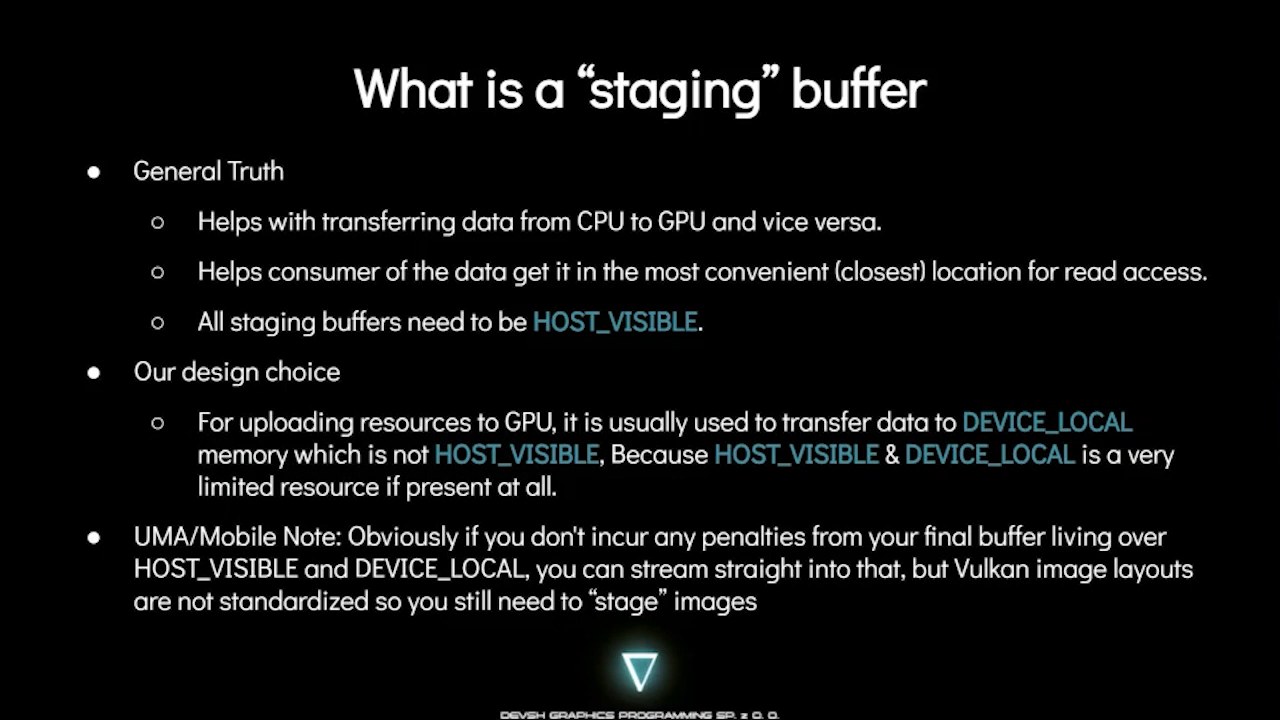 What is a “staging” buffer
● General Truth
○ Helps with transferring data from CPU to GPU and vice versa.
○ Helps consumer of the data get it in the most convenient (closest) location for read access.
○ All staging buffers need to be HOST_VISIBLE.
● Our design choice
○ For uploading resources to GPU, it is usually used to transfer data to DEVICE_LOCAL
memory which is not HOST_VISIBLE, Because HOST_VISIBLE & DEVICE_LOCAL is a very
limited resource if present at all.
● UMA/Mobile Note: Obviously if you don't incur any penalties from your final buffer living over
HOST_VISIBLE and DEVICE_LOCAL, you can stream straight into that, but Vulkan image layouts
are not standardized so you still need to “stage” images
DEVSH GRAPHICS PROGRAMMING SP. z O. O.